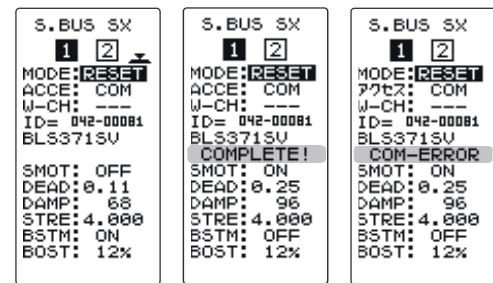 S.BUS SX
1 2
MODE:RESET
ACCE: COM
W-CH: ---
ID= 042-00081
BLS371SV
SMOT: OFF
DEAD:0.11
DAMP: 68
STRE:4.000
BSTM: ON
BOST: 12%
S.BUS SX
1 2
MODE:RESET
ACCE: COM
W-CH: ---
ID= 042-00081
BLS371SV
COMPLETE!
SMOT: ON
DEAD:0.25
DAMP: 96
STRE:4.000
BSTM: OFF
BOST: 12%
S.BUS SX
1 2
MODE:RESET
アクセス: COM
W-CH: ---
ID= 042-00081
BLS371SV
COM-ERROR
SMOT: ON
DEAD:0.25
DAMP: 96
STRE:4.000
BSTM: OFF
BOST: 12%